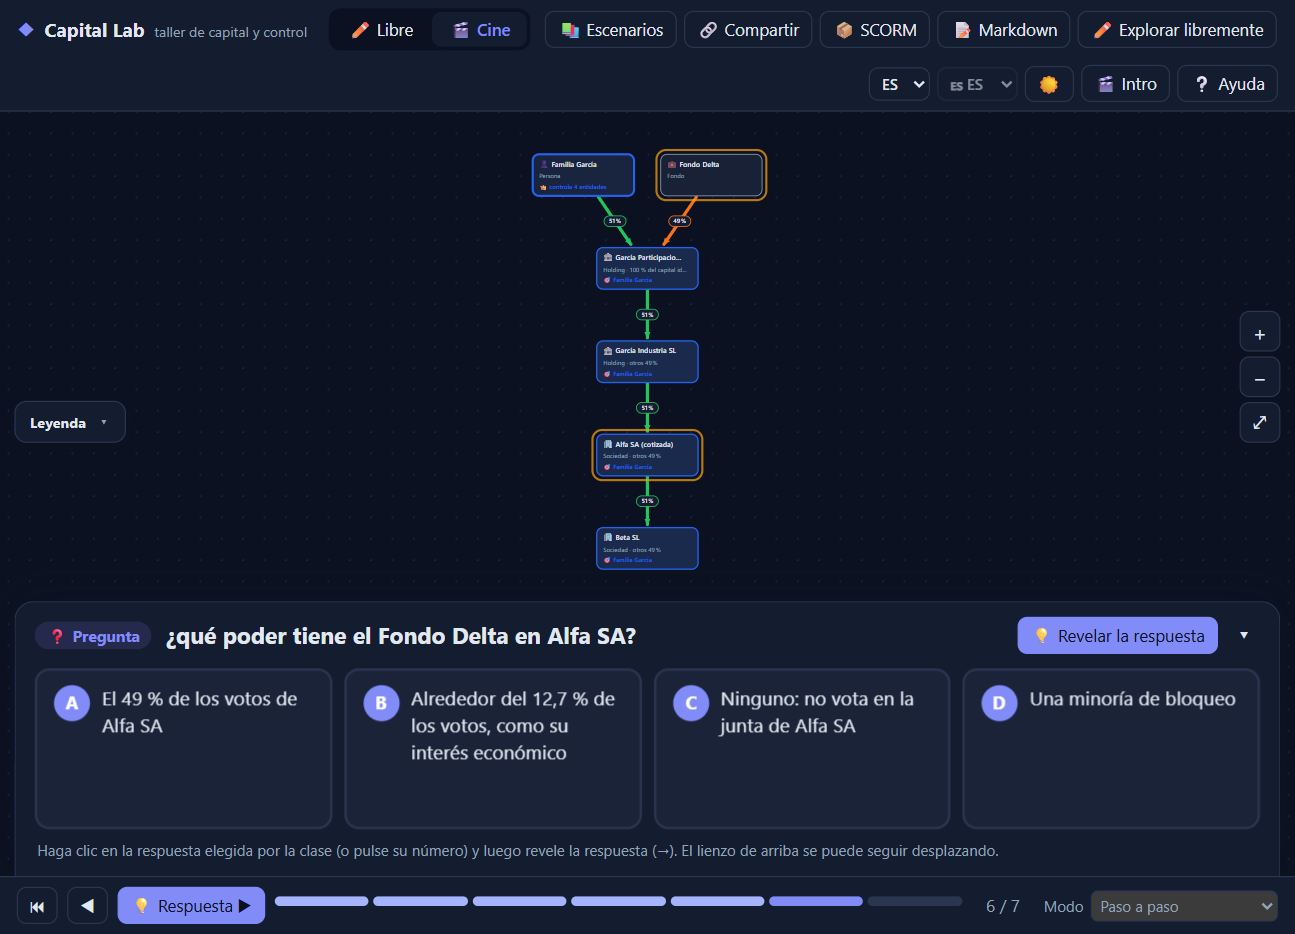 Capital Lab taller de capital y control
Libre
Cine
Escenarios
Compartir
SCORM
Markdown
Explorar libremente
ES
ES ES
Intro
? Ayuda
Familia García
Persona
controla 4 entidades
Fondo Delta
Fondo
51%
49%
García Participacio...
Holding · 100 % del capital al...
Familia García
51%
García Industria SL
Holding · otros 49%
Familia García
51%
Alfa SA (cotizada)
Sociedad · otros 49%
Familia García
51%
Beta SL
Sociedad · otros 49%
Familia García
Leyenda
+
−
Pregunta
¿qué poder tiene el Fondo Delta en Alfa SA?
Revelar la respuesta
A
El 49 % de los votos de
Alfa SA
B
Alrededor del 12,7 % de
los votos, como su
interés económico
C
Ninguno: no vota en la
junta de Alfa SA
D
Una minoría de bloqueo
Haga clic en la respuesta elegida por la clase (o pulse su número) y luego revele la respuesta (→). El lienzo de arriba se puede seguir desplazando.
Respuesta
6 / 7
Modo
Paso a paso